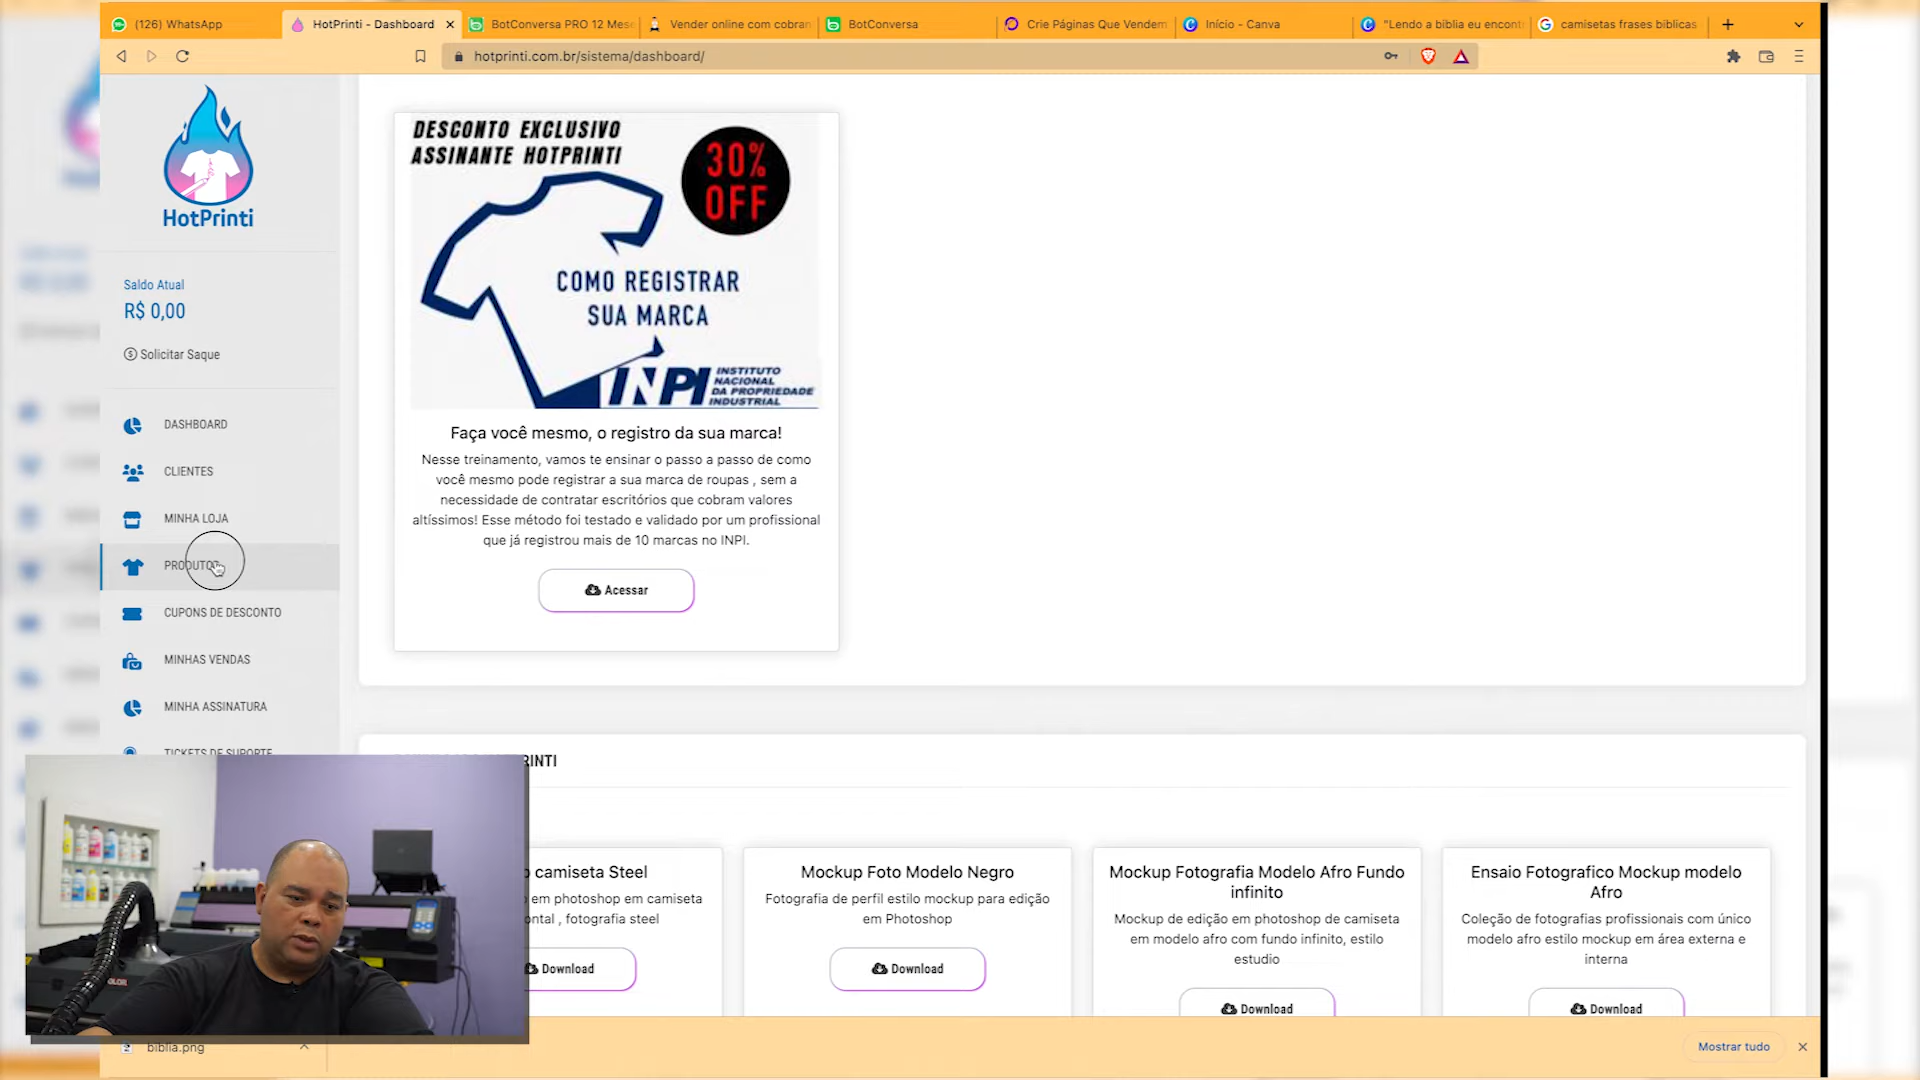 (126) WhatsApp
HotPrinti - Dashboard
BotConversa PRO 12 Mese
Vender online com cobran
BotConversa
Crie Páginas Que Vendem
Início - Canva
"Lendo a bíblia eu encont
camisetas frases biblicas
hotprinti.com.br/sistema/dashboard/
HotPrinti
Saldo Atual
R$ 0,00
Solicitar Saque
DASHBOARD
CLIENTES
MINHA LOJA
PRODUTOS
CUPONS DE DESCONTO
MINHAS VENDAS
MINHA ASSINATURA
TICKETS DE SUPORTE
DESCONTO EXCLUSIVO
ASSINANTE HOTPRINTI
30%
OFF
COMO REGISTRAR
SUA MARCA
INPI
INSTITUTO
NACIONAL
DA PROPRIEDADE
INDUSTRIAL
Faça você mesmo, o registro da sua marca!
Nesse treinamento, vamos te ensinar o passo a passo de como
você mesmo pode registrar a sua marca de roupas , sem a
necessidade de contratar escritórios que cobram valores
altíssimos! Esse método foi testado e validado por um profissional
que já registrou mais de 10 marcas no INPI.
Acessar
RINTI
camiseta Steel
em photoshop em camiseta
ontal , fotografia steel
Download
Mockup Foto Modelo Negro
Fotografia de perfil estilo mockup para edição
em Photoshop
Download
Mockup Fotografia Modelo Afro Fundo
infinito
Mockup de edição em photoshop de camiseta
em modelo afro com fundo infinito, estilo
estudio
Download
Ensaio Fotografico Mockup modelo
Afro
Coleção de fotografias profissionais com único
modelo afro estilo mockup em área externa e
interna
Download
biblia.png
Mostrar tudo